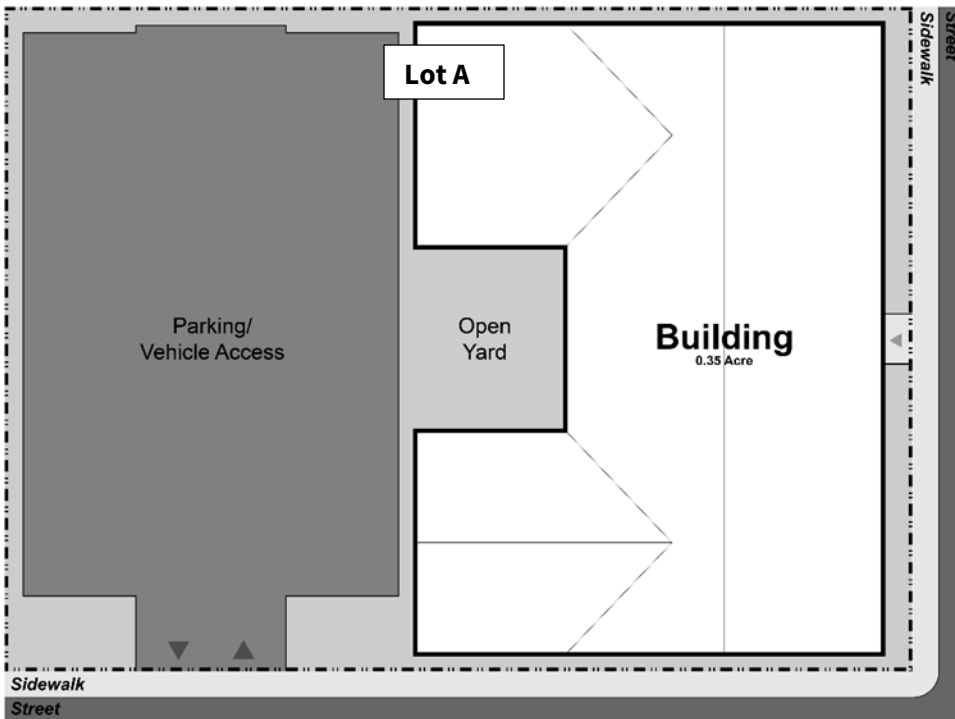 Lot A
Sidewalk
Street
Parking/
Vehicle Access
Open
Yard
Building
0.35 Acre
Sidewalk
Street